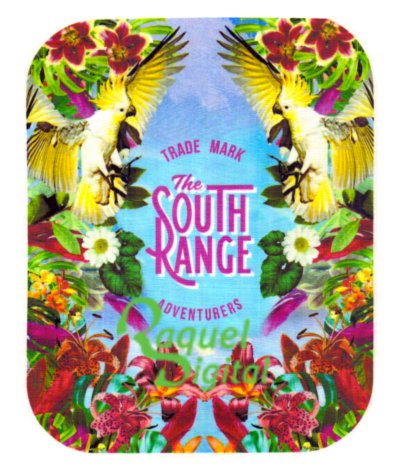 TRADE MARK
The
SOUTH
RANGE
ADVENTURERS
Raquel
Digital